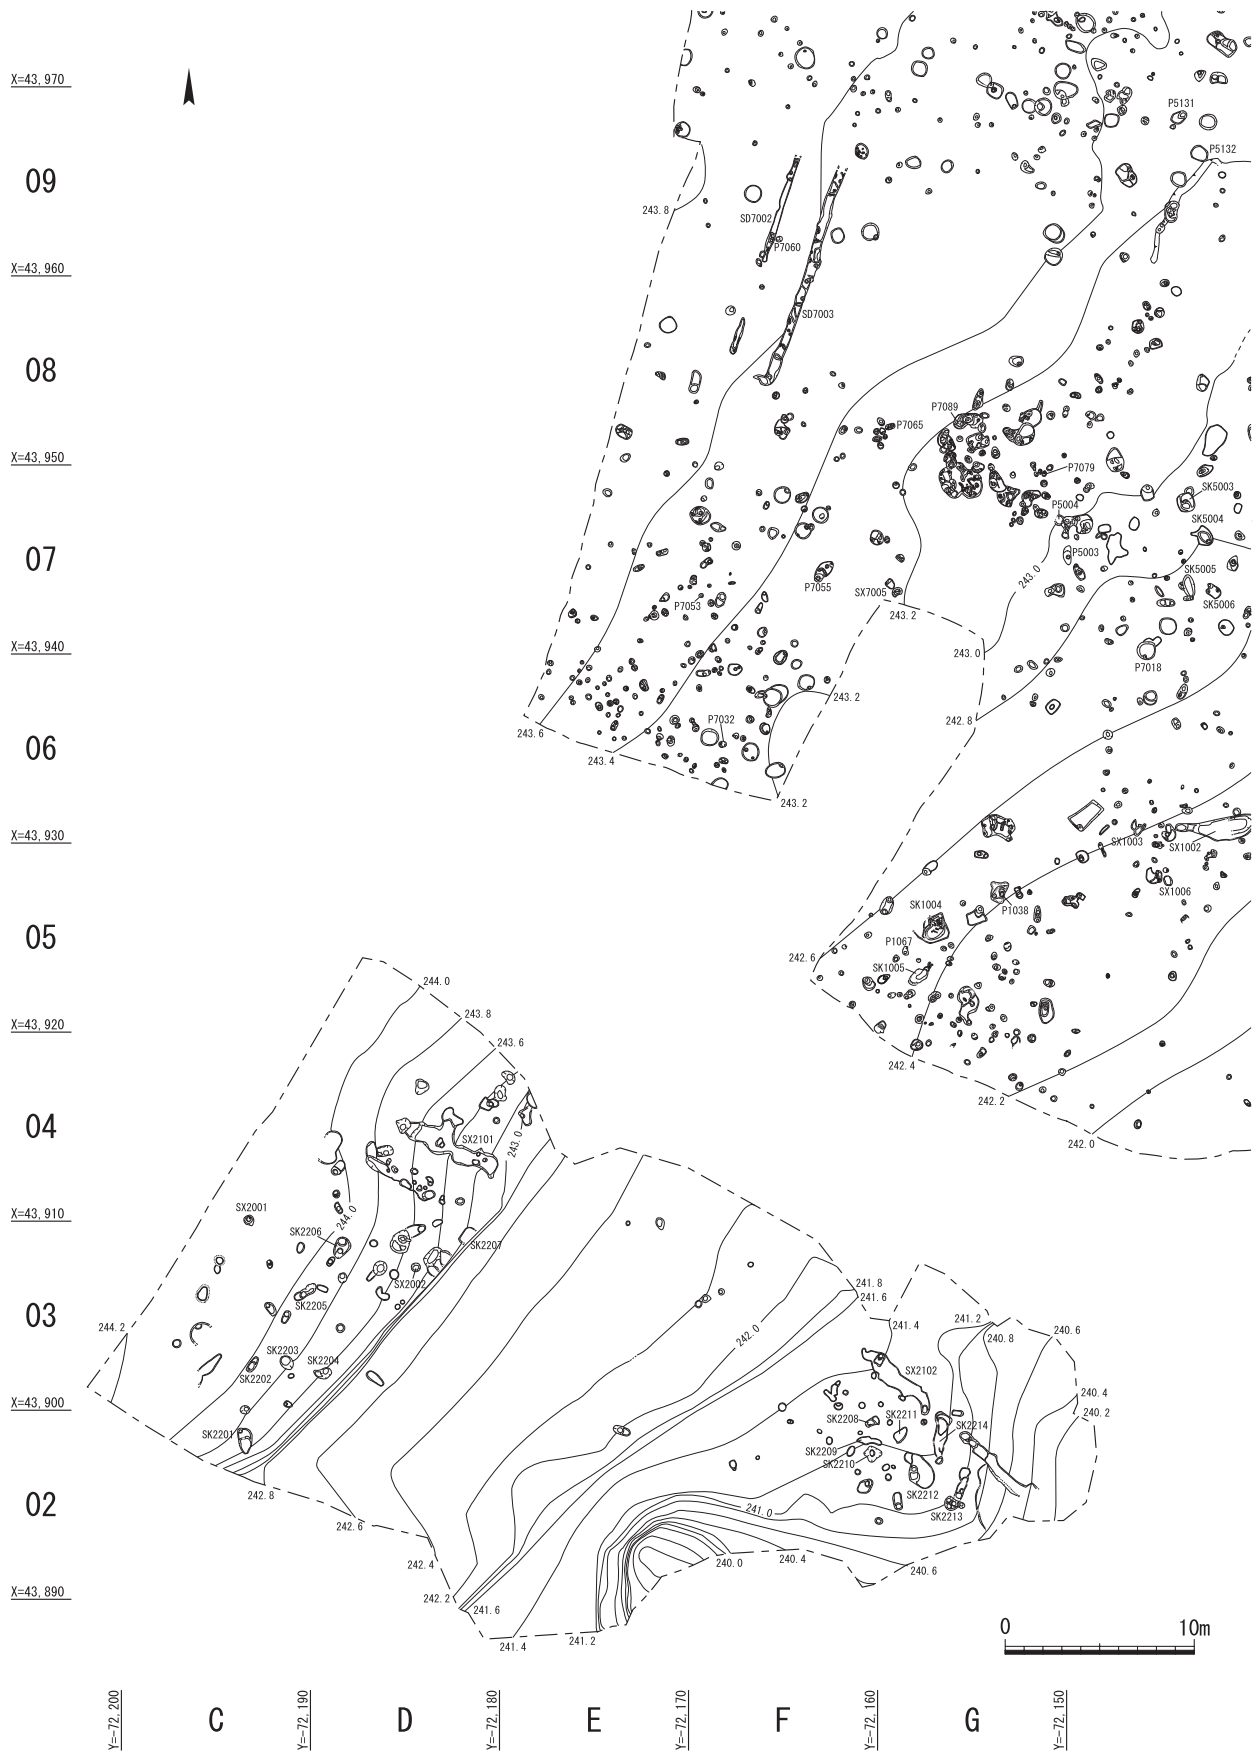 X=43,970
P5131
P5132
09
243.8
SD7002
P7060
X=43,960
SD7003
08
P7089
P7065
X=43,950
P7079
SK5003
P5004
SK5004
07
P5003
243.0
P7055
SX7005
SK5005
SK5006
P7053
243.2
X=43,940
243.0
P7018
243.2
242.8
P7032
243.6
06
243.4
243.2
X=43,930
SX1003
SX1002
SX1006
SK1004
P1038
05
P1067
242.6
SK1005
244.0
243.8
X=43,920
243.6
242.4
242.2
04
SX2101
243.0
242.0
SX2001
X=43,910
244.0
SK2206
SK2207
SX2002
241.8
241.6
SK2205
03
244.2
242.0
241.4
241.2
240.8
240.6
SK2203
SK2204
SK2202
SX2102
X=43,900
240.4
240.2
SK2208
SK2211
SK2214
SK2201
SK2209
SK2210
242.8
SK2212
02
241.0
SK2213
242.6
242.4
240.0
240.4
240.6
X=43,890
242.2
241.6
241.4
241.2
0
10m
Y=-72,200
C
Y=-72,190
D
Y=-72,180
E
Y=-72,170
F
Y=-72,160
G
Y=-72,150